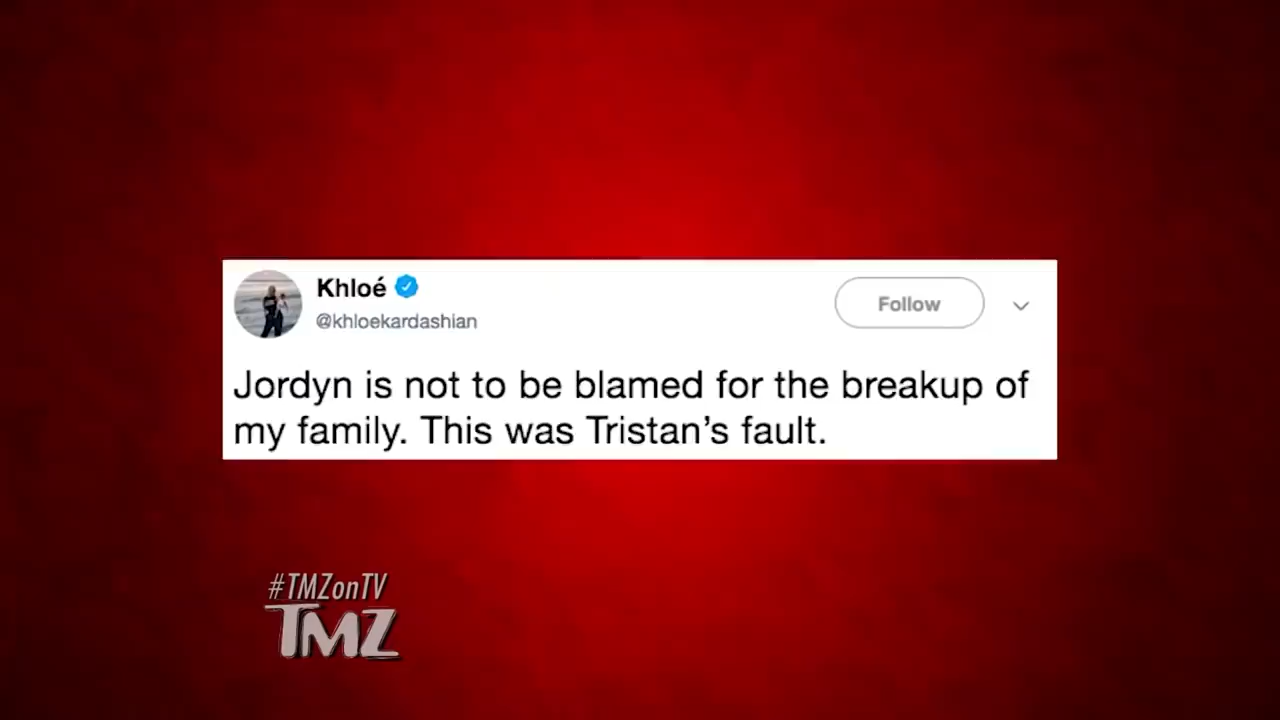 Khloé
@khloekardashian
Follow
Jordyn is not to be blamed for the breakup of
my family. This was Tristan’s fault.
#TMZonTV
TMZ